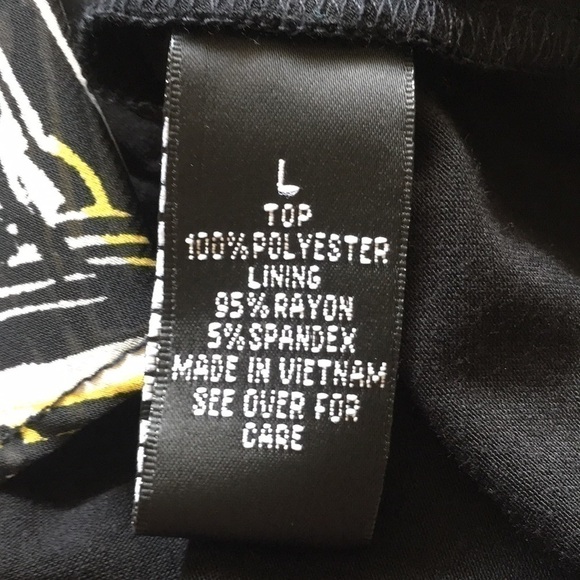 L
TOP
100%POLYESTER
LINING
95%RAYON
5%SPANDEX
MADE IN VIETNAM
SEE OVER FOR
CARE